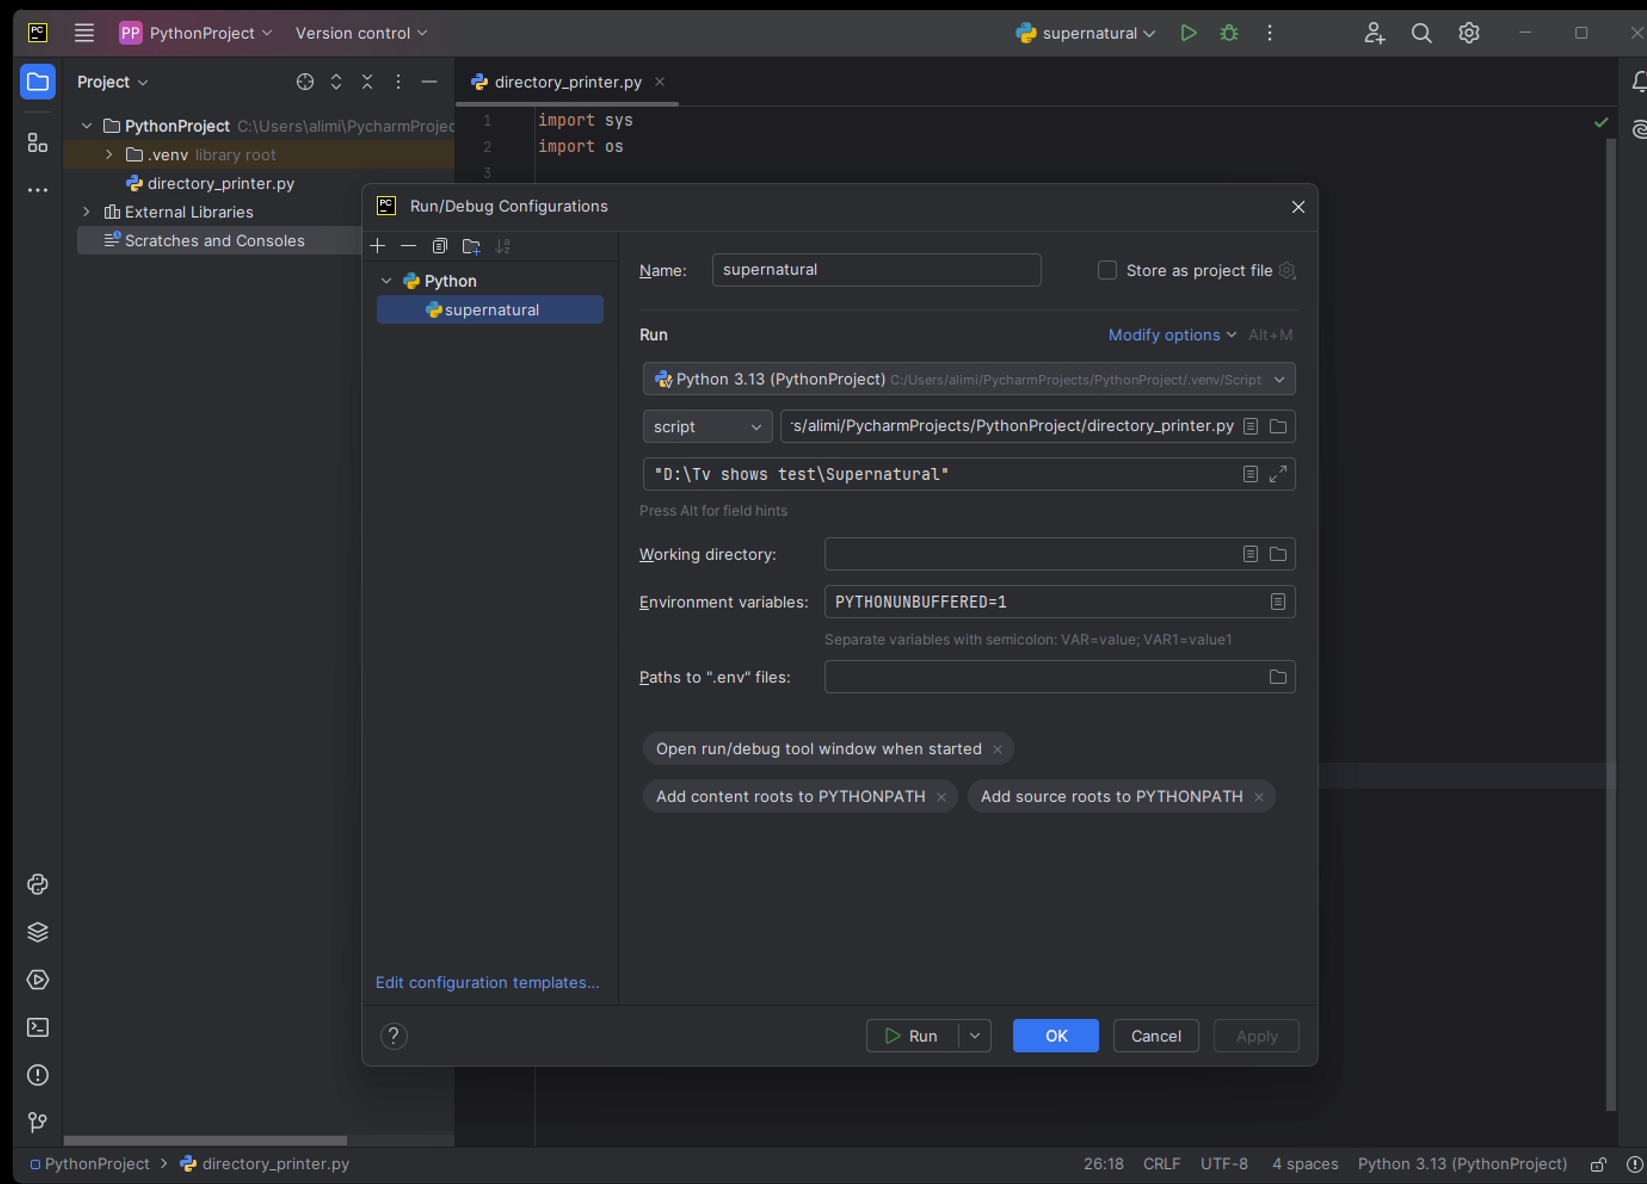 PC PP PythonProject Version control supernatural
Project directory_printer.py
PythonProject C:\Users\alimi\PycharmProjec
.venv library root
directory_printer.py
External Libraries
Scratches and Consoles
1 import sys
2 import os
3
PC Run/Debug Configurations
Python
supernatural
Edit configuration templates...
Name: supernatural Store as project file
Run Modify options Alt+M
Python 3.13 (PythonProject) C:/Users/alimi/PycharmProjects/PythonProject/.venv/Script
script s/alimi/PycharmProjects/PythonProject/directory_printer.py
"D:\Tv shows test\Supernatural"
Press Alt for field hints
Working directory:
Environment variables: PYTHONUNBUFFERED=1
Separate variables with semicolon: VAR=value; VAR1=value1
Paths to ".env" files:
Open run/debug tool window when started ×
Add content roots to PYTHONPATH × Add source roots to PYTHONPATH ×
? Run OK Cancel Apply
PythonProject > directory_printer.py 26:18 CRLF UTF-8 4 spaces Python 3.13 (PythonProject)